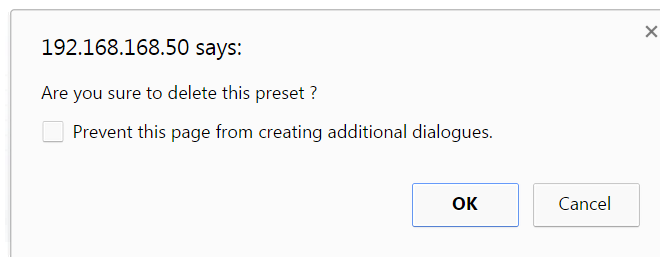 192.168.168.50 says:
Are you sure to delete this preset ?
Prevent this page from creating additional dialogues.
OK
Cancel